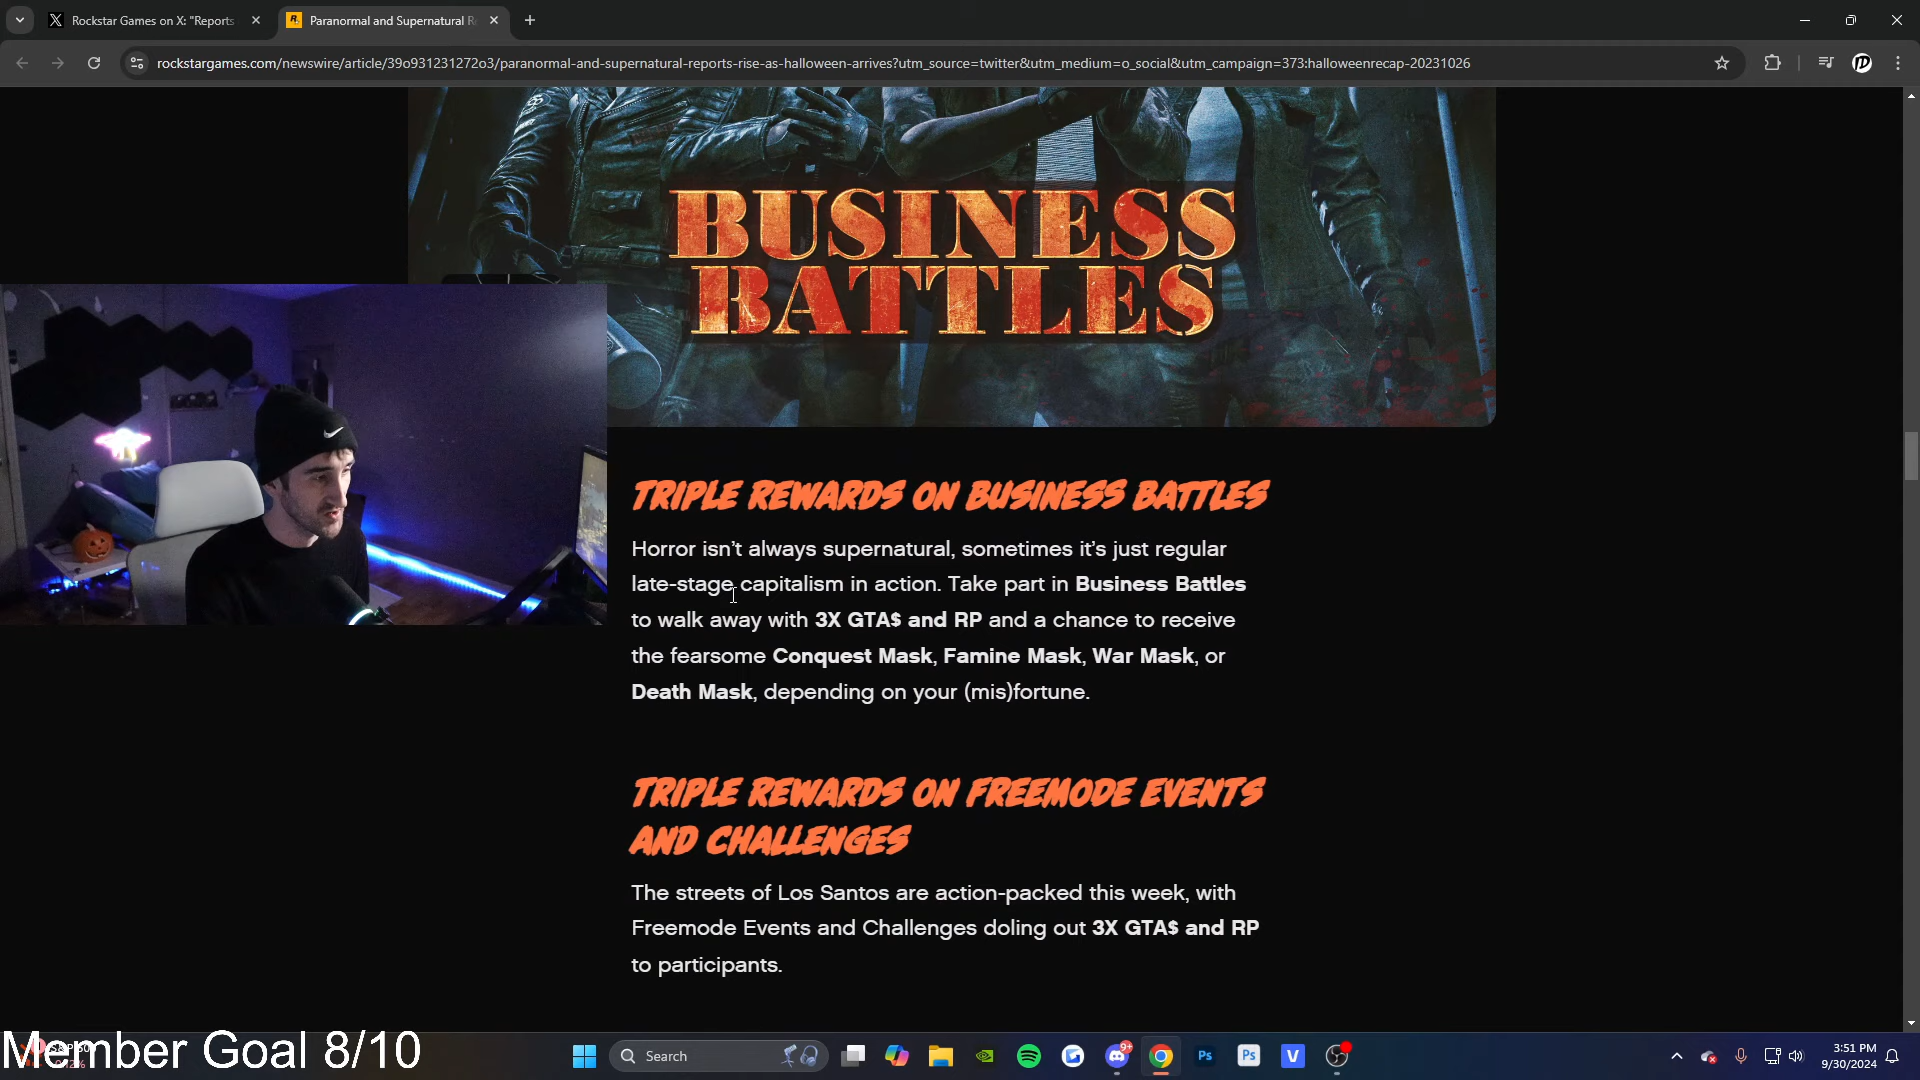 Rockstar Games on X: "Reports
Paranormal and Supernatural R
rockstargames.com/newswire/article/39o931231272o3/paranormal-and-supernatural-reports-rise-as-halloween-arrives?utm_source=twitter&utm_medium=o_social&utm_campaign=373:halloweenrecap-20231026
BUSINESS
BATTLES
TRIPLE REWARDS ON BUSINESS BATTLES
Horror isn't always supernatural, sometimes it's just regular
late-stage capitalism in action. Take part in Business Battles
to walk away with 3X GTA$ and RP and a chance to receive
the fearsome Conquest Mask, Famine Mask, War Mask, or
Death Mask, depending on your (mis)fortune.
TRIPLE REWARDS ON FREEMODE EVENTS
AND CHALLENGES
The streets of Los Santos are action-packed this week, with
Freemode Events and Challenges doling out 3X GTA$ and RP
to participants.
Member Goal 8/10
Search
9+
Ps
Ps
V
3:51 PM
9/30/2024